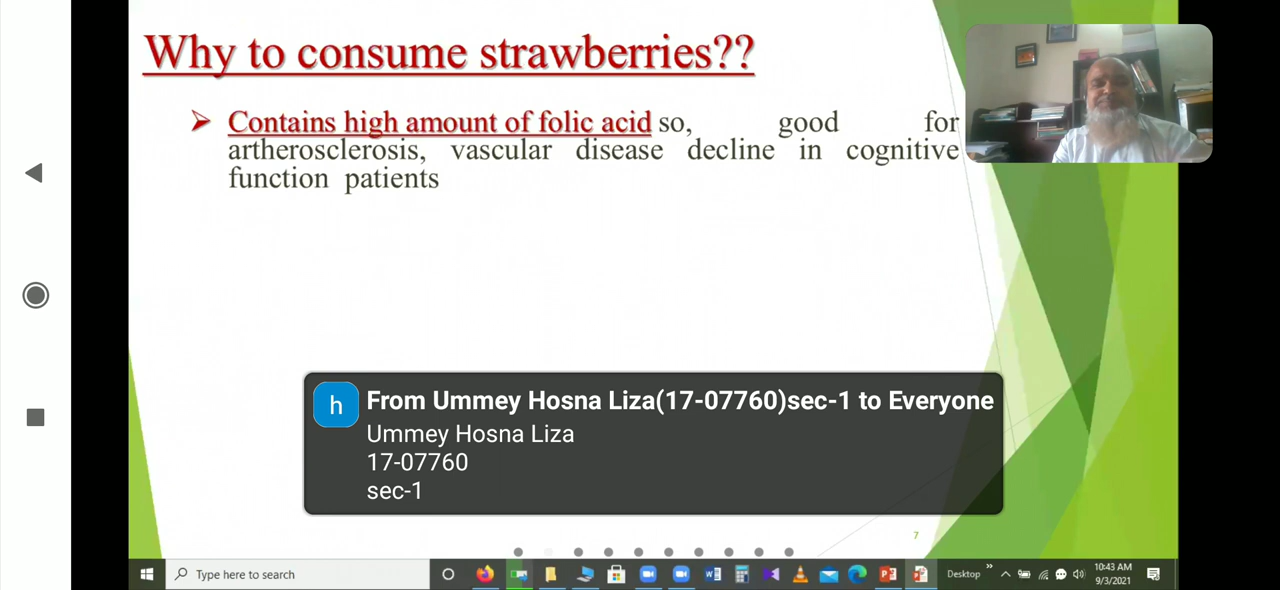 Why to consume strawberries??
➢ Contains high amount of folic acid so, good for
artherosclerosis, vascular disease decline in cognitive
function patients
h
From Ummey Hosna Liza(17-07760)sec-1 to Everyone
Ummey Hosna Liza
17-07760
sec-1
7
Type here to search
Desktop
10:43 AM
9/3/2021